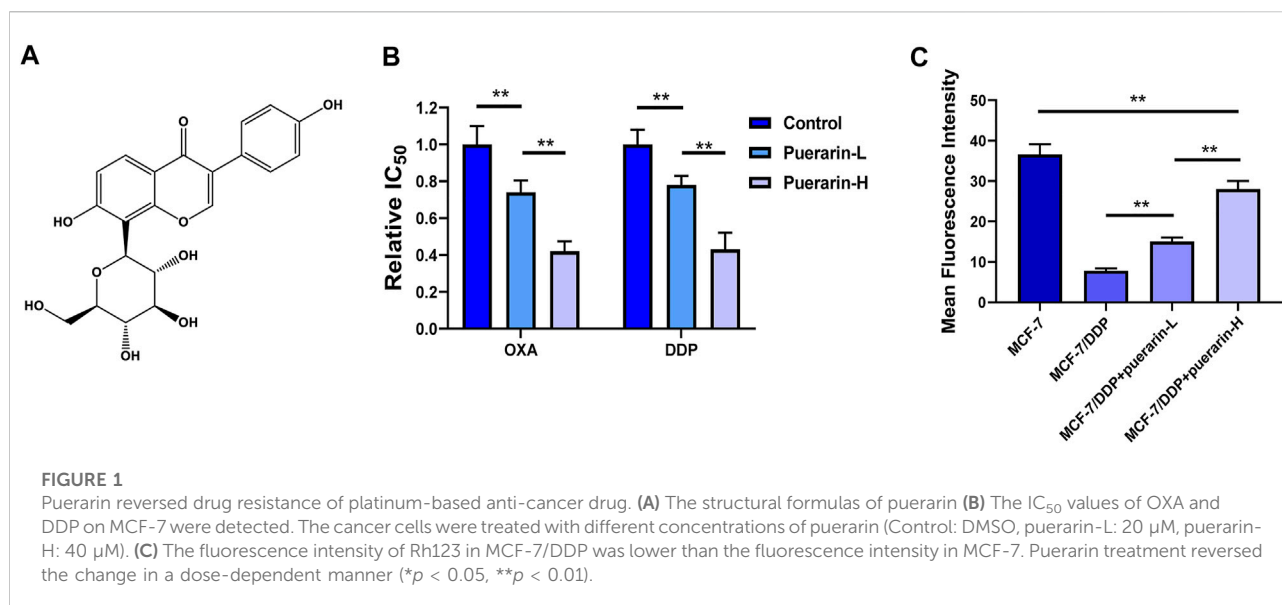 A
OH
O
HO
O
O
OH
HO
OH
OH
B
Relative IC50
1.2
1.0
0.8
0.6
0.4
0.2
0.0
**
**
**
**
OXA
DDP
Control
Puerarin-L
Puerarin-H
C
Mean Fluorescence Intensity
50
40
30
20
10
0
**
**
**
MCF-7
MCF-7/DDP
MCF-7/DDP+puerarin-L
MCF-7/DDP+puerarin-H
FIGURE 1
Puerarin reversed drug resistance of platinum-based anti-cancer drug. (A) The structural formulas of puerarin (B) The IC50 values of OXA and
DDP on MCF-7 were detected. The cancer cells were treated with different concentrations of puerarin (Control: DMSO, puerarin-L: 20 µM, puerarin-
H: 40 µM). (C) The fluorescence intensity of Rh123 in MCF-7/DDP was lower than the fluorescence intensity in MCF-7. Puerarin treatment reversed
the change in a dose-dependent manner (*p < 0.05, **p < 0.01).